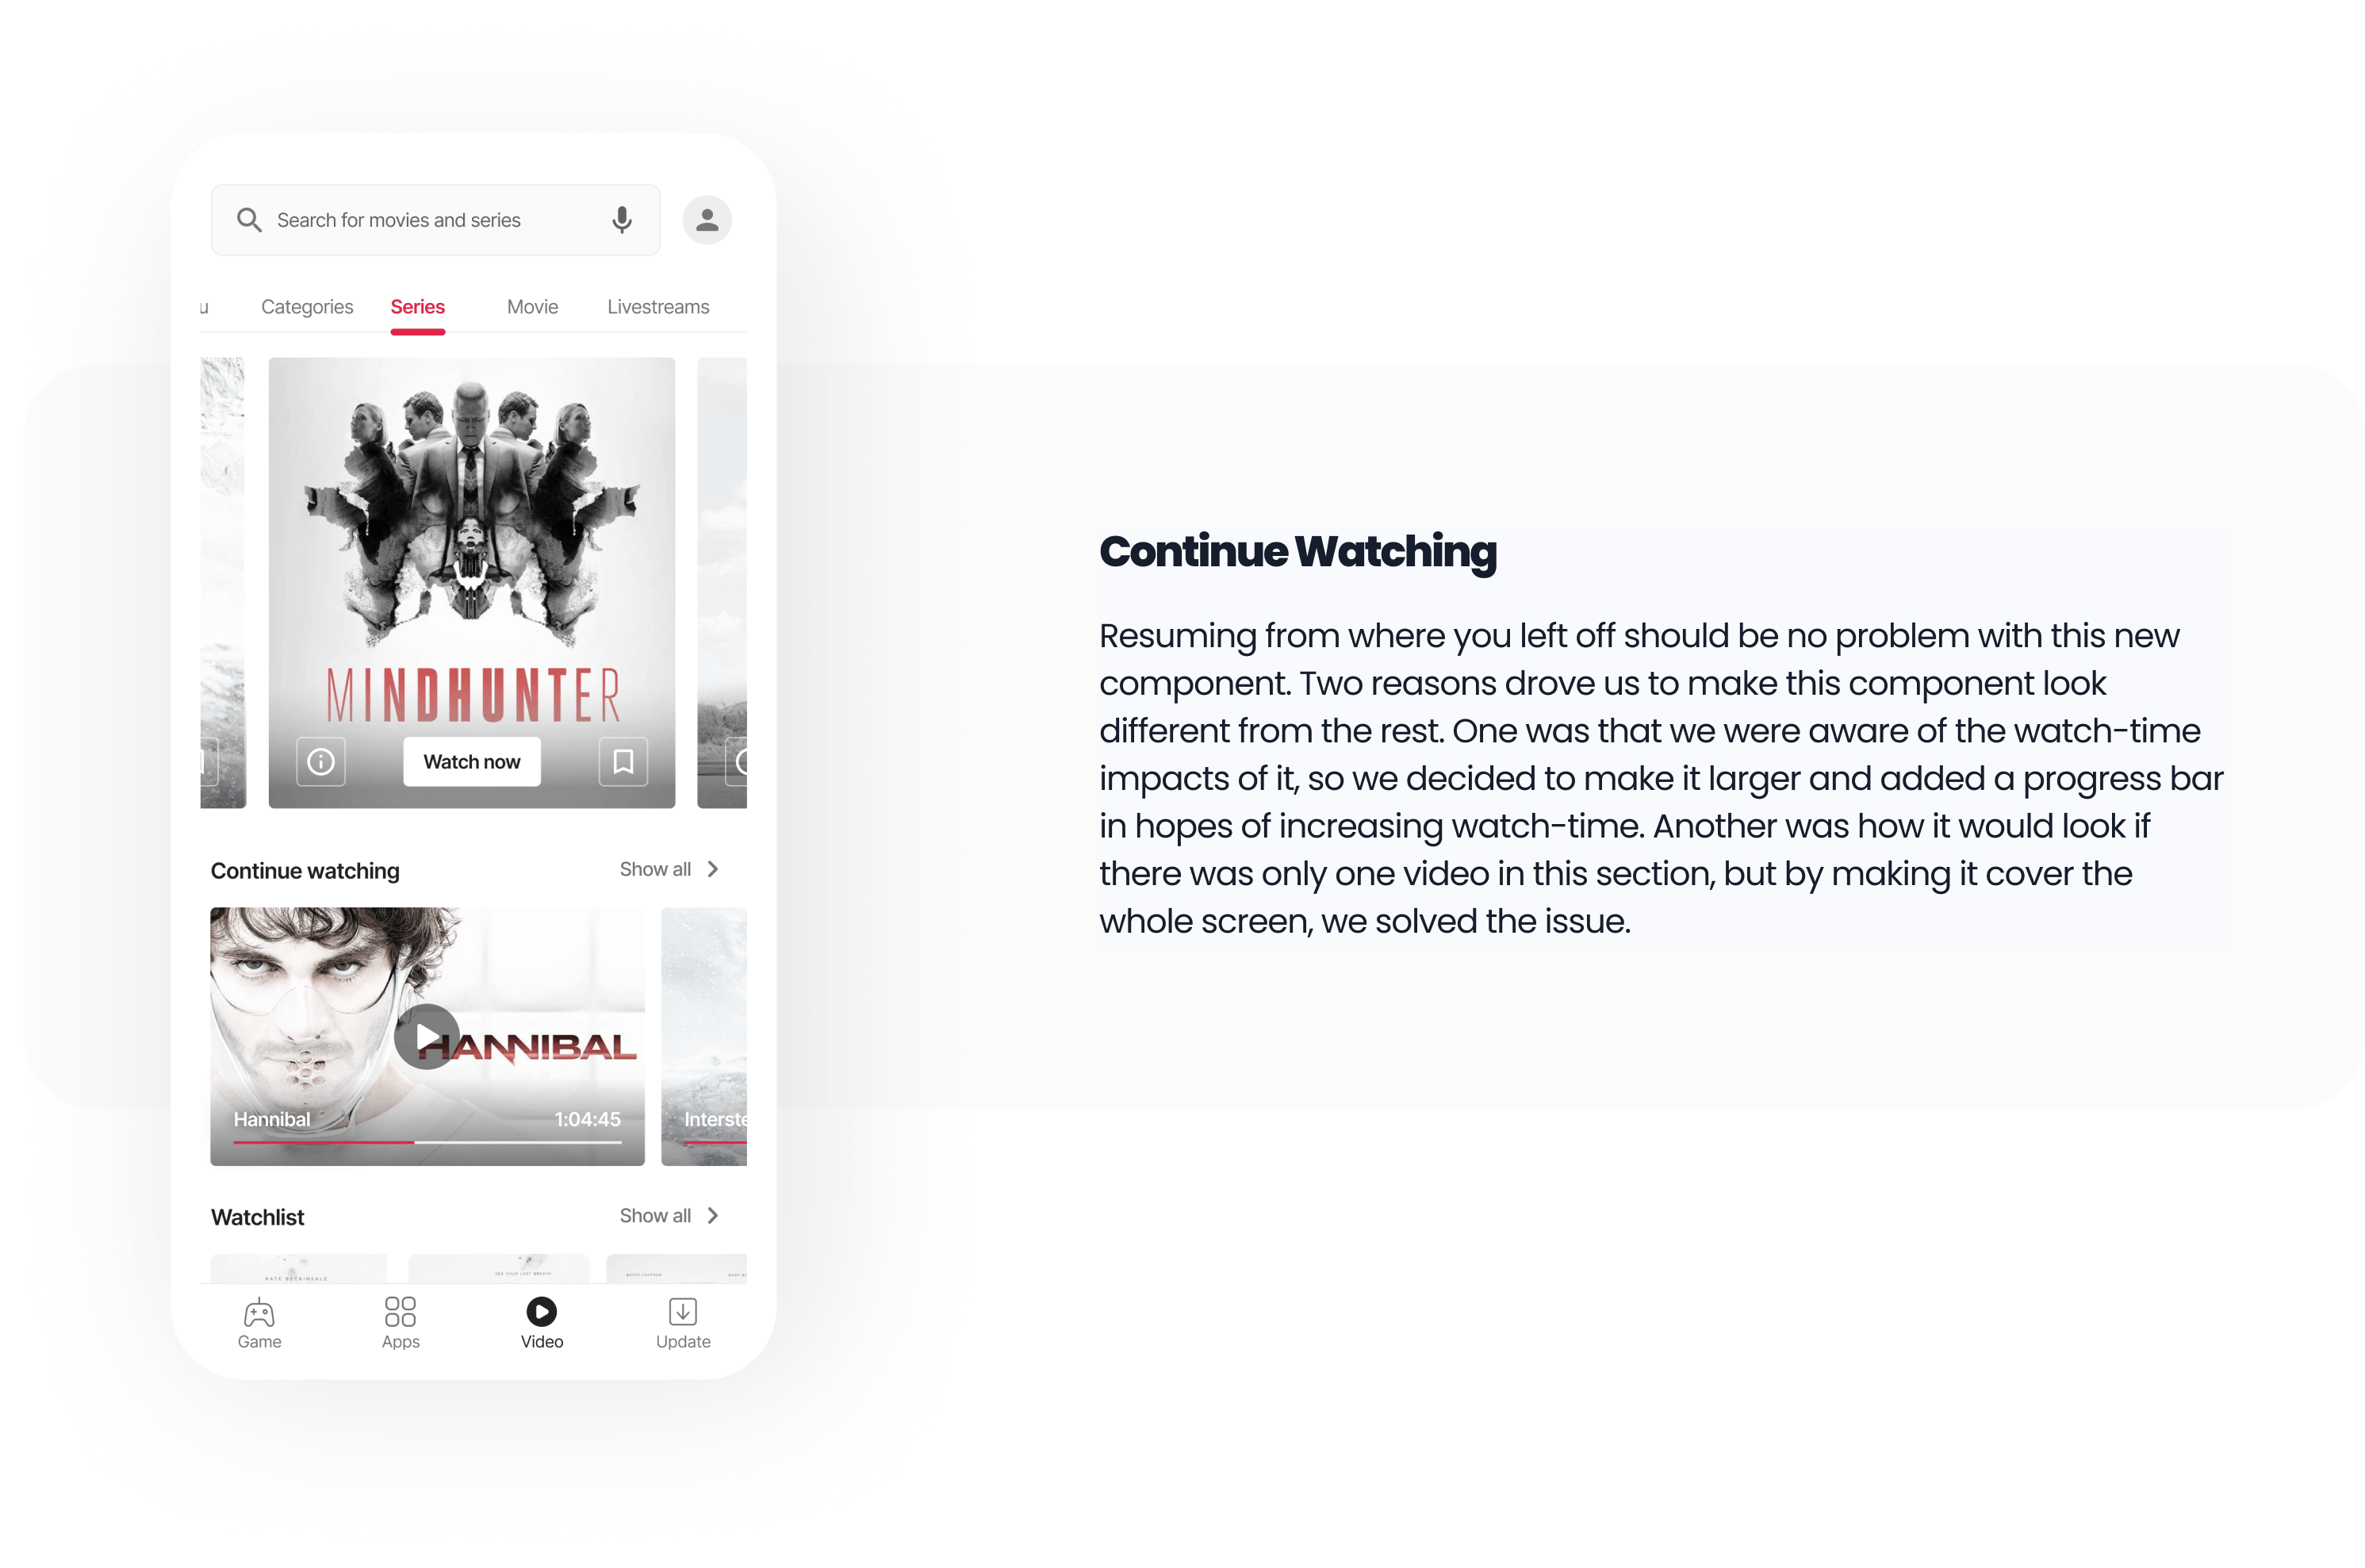 Search for movies and series
u Categories Series Movie Livestreams
MINDHUNTER
Watch now
Continue watching Show all
HANNIBAL
Hannibal 1:04:45
Interste
Watchlist Show all
KATE BECKINSALE
SEE YOUR LAST BREATH
Game Apps Video Update
Continue Watching
Resuming from where you left off should be no problem with this new
component. Two reasons drove us to make this component look
different from the rest. One was that we were aware of the watch-time
impacts of it, so we decided to make it larger and added a progress bar
in hopes of increasing watch-time. Another was how it would look if
there was only one video in this section, but by making it cover the
whole screen, we solved the issue.